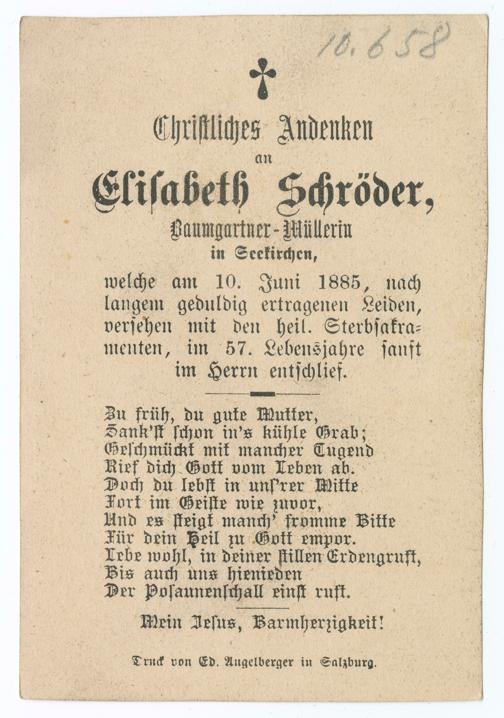 10. 6 58
Christliches Andenken
an
Elisabeth Schröder,
Baumgartner-Müllerin
in Seekirchen,
welche am 10. Juni 1885, nach
langem geduldig ertragenen Leiden,
versehen mit den heil. Sterbsakra-
menten, im 57. Lebensjahre sanft
im Herrn entschlief.
Zu früh, du gute Mutter,
Sank'st schon in's kühle Grab;
Geschmückt mit mancher Tugend
Rief dich Gott vom Leben ab.
Doch du lebst in uns'rer Mitte
Fort im Geiste wie zuvor,
Und es steigt manch' fromme Bitte
Für dein Heil zu Gott empor.
Lebe wohl, in deiner stillen Erdengruft,
Bis auch uns hienieden
Der Posaunenschall einst ruft.
Mein Jesus, Barmherzigkeit!
Druck von Ed. Angelberger in Salzburg.